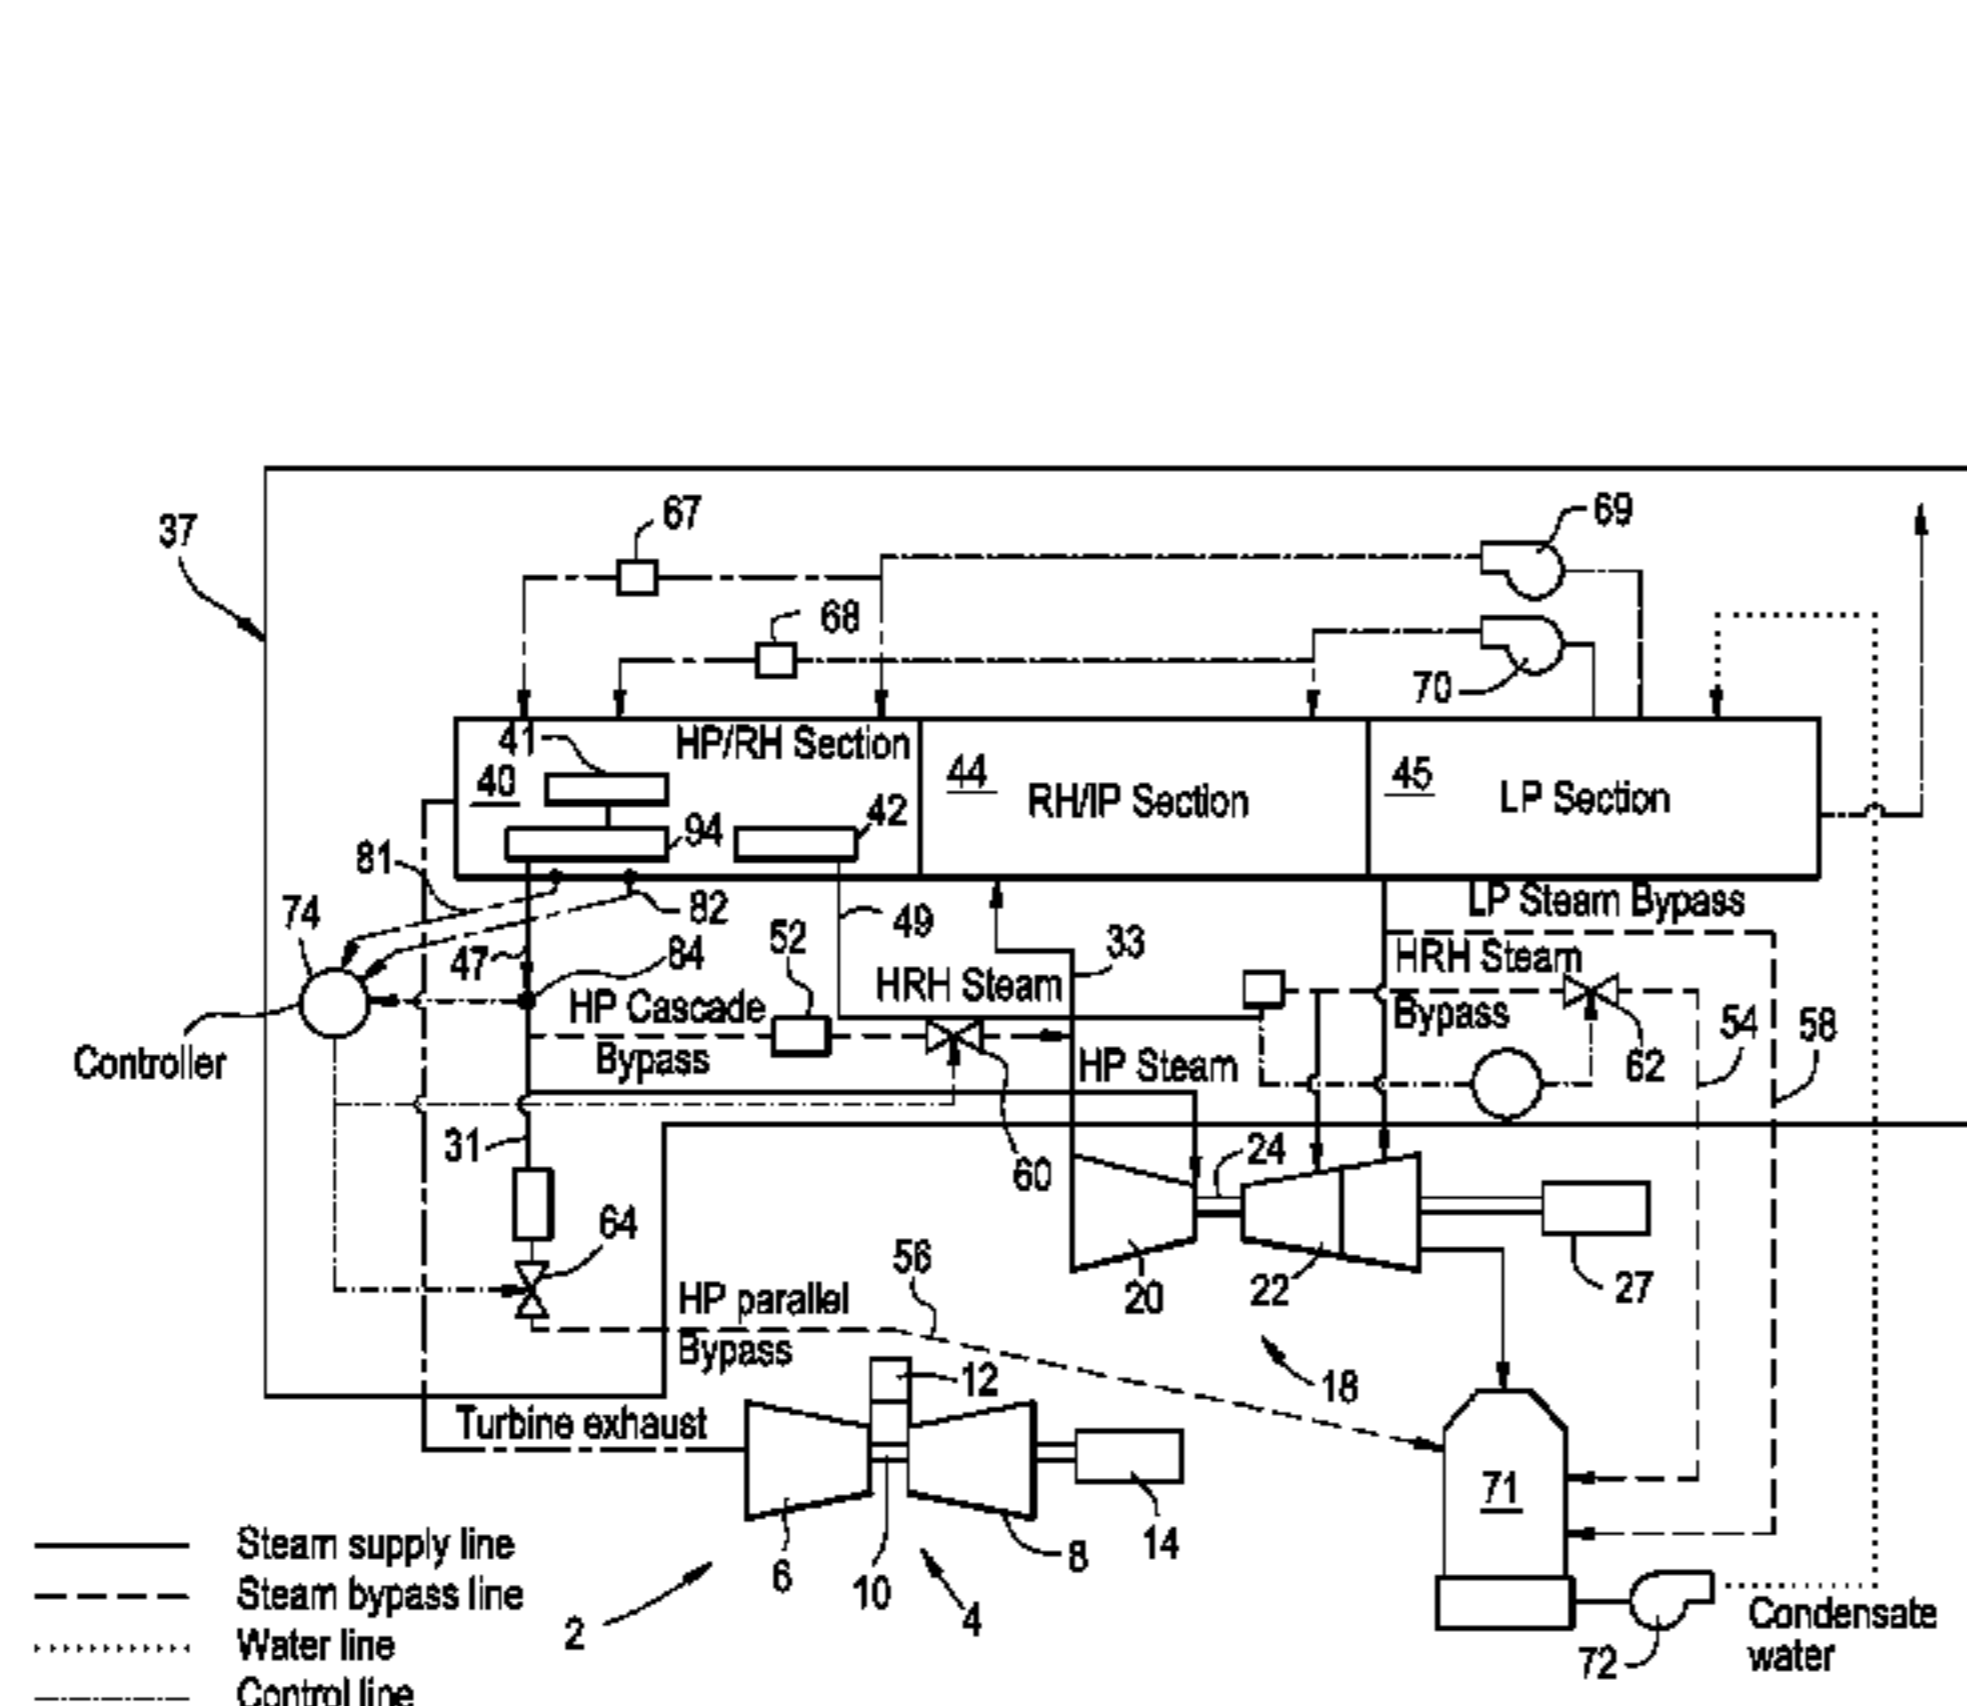 67
69
37
68
70
41
HP/RH Section
40
44
RH/IP Section
45
LP Section
94
42
81
74
82
49
52
47
84
33
LP Steam Bypass
HRH Steam
HRH Steam
Bypass
HP Cascade
Bypass
54
58
62
Controller
HP Steam
31
60
24
64
56
20
22
27
HP parallel
Bypass
12
18
Turbine exhaust
71
14
6
10
8
2
4
72
Condensate
water
Steam supply line
Steam bypass line
Water line
Control line